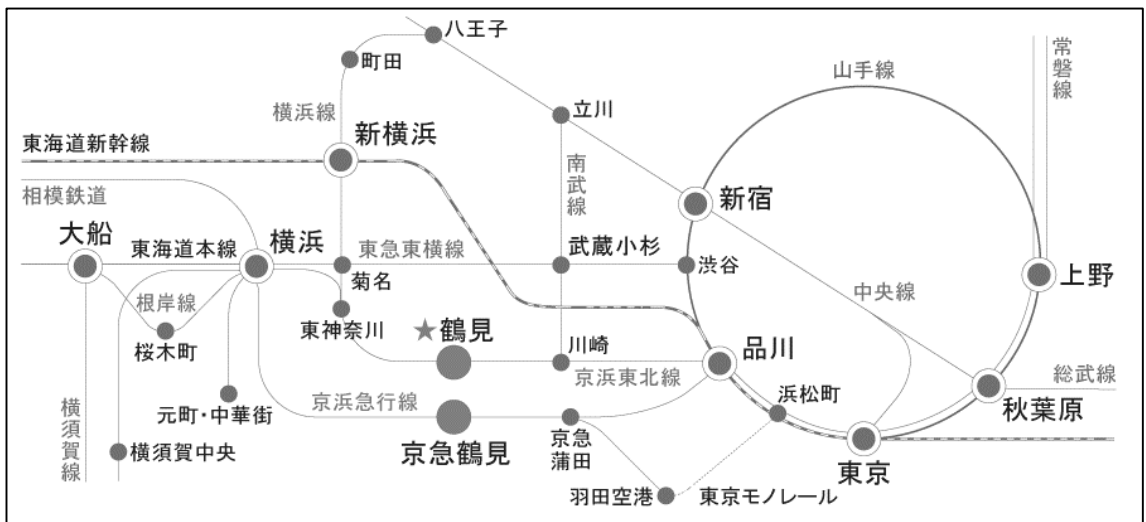 八王子
町田
山手線
常磐線
横浜線
立川
東海道新幹線
新横浜
南武線
相模鉄道
新宿
大船
東海道本線
横浜
東急東横線
武蔵小杉
渋谷
上野
菊名
中央線
根岸線
東神奈川
★鶴見
桜木町
川崎
品川
京浜東北線
総武線
浜松町
秋葉原
元町・中華街
京浜急行線
横須賀線
横須賀中央
京急鶴見
京急
蒲田
東京
羽田空港
東京モノレール